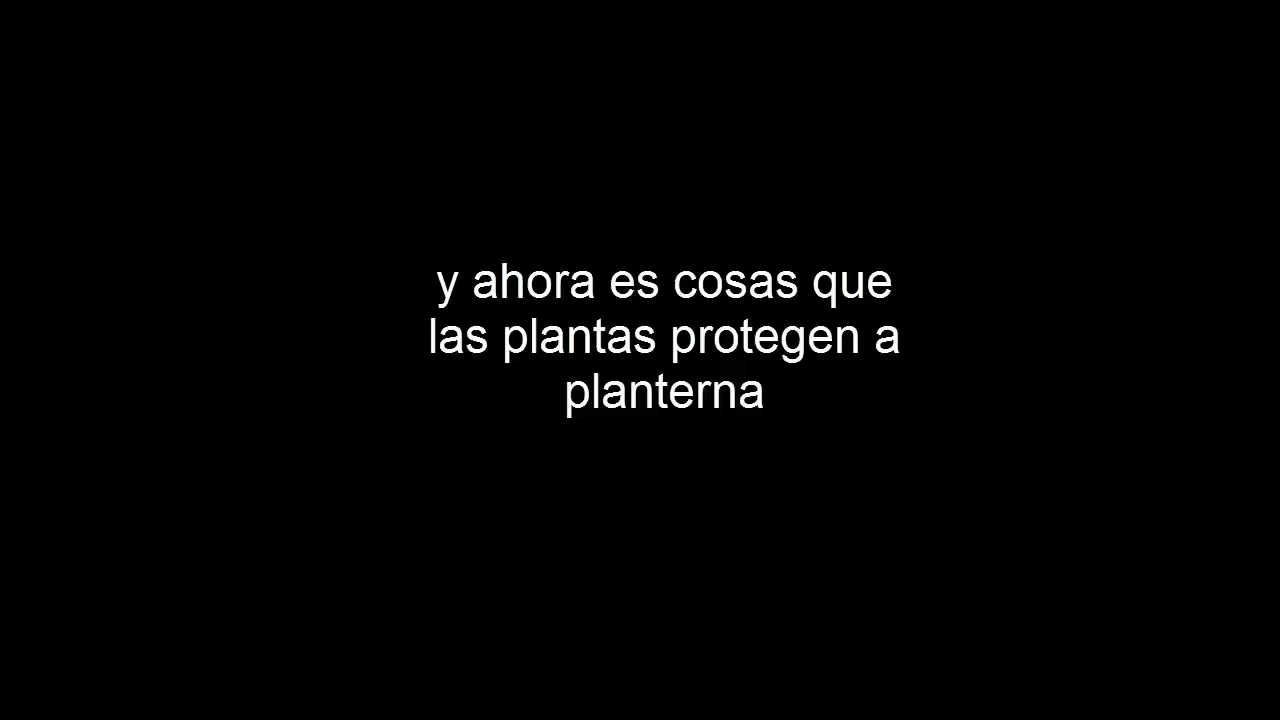 y ahora es cosas que
las plantas protegen a
planterna